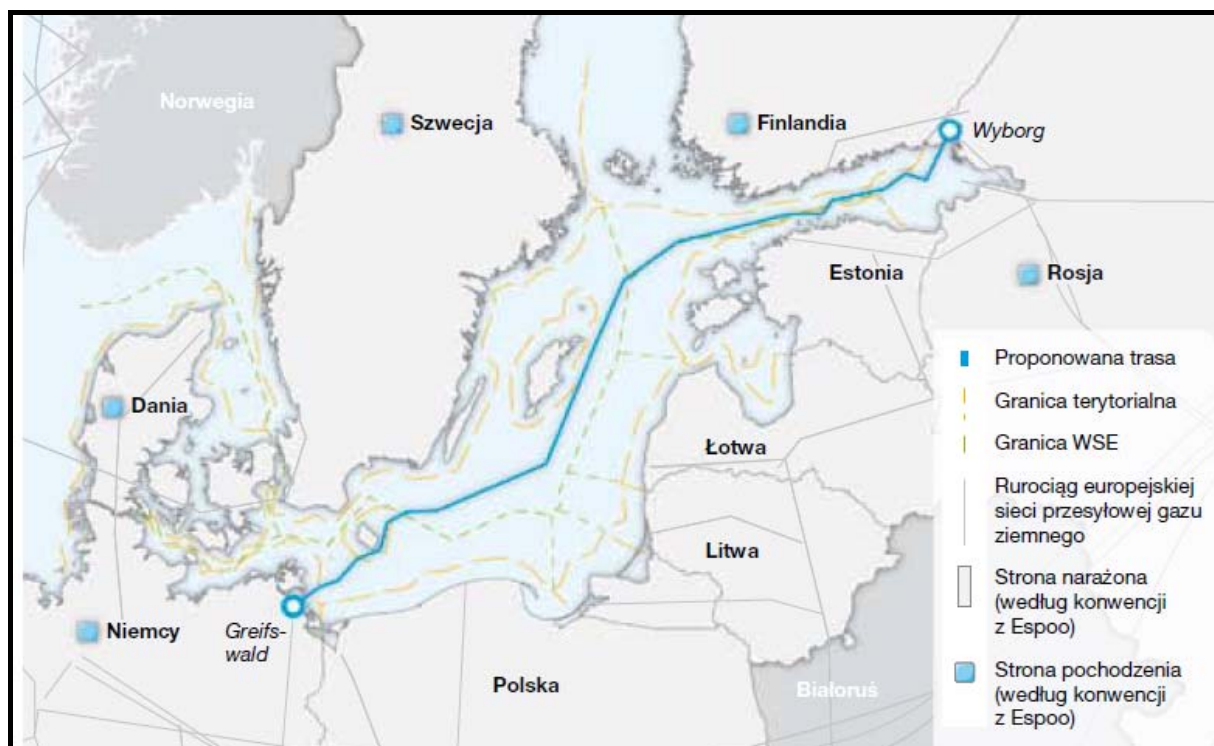 Norwegia
Szwecja
Finlandia
Wyborg
Estonia
Rosja
Dania
Łotwa
Litwa
Niemcy
Greifs-
wald
Polska
Białoruś
Proponowana trasa
Granica terytorialna
Granica WSE
Rurociąg europejskiej
sieci przesyłowej gazu
ziemnego
Strona narażona
(według konwencji
z Espoo)
Strona pochodzenia
(według konwencji
z Espoo)